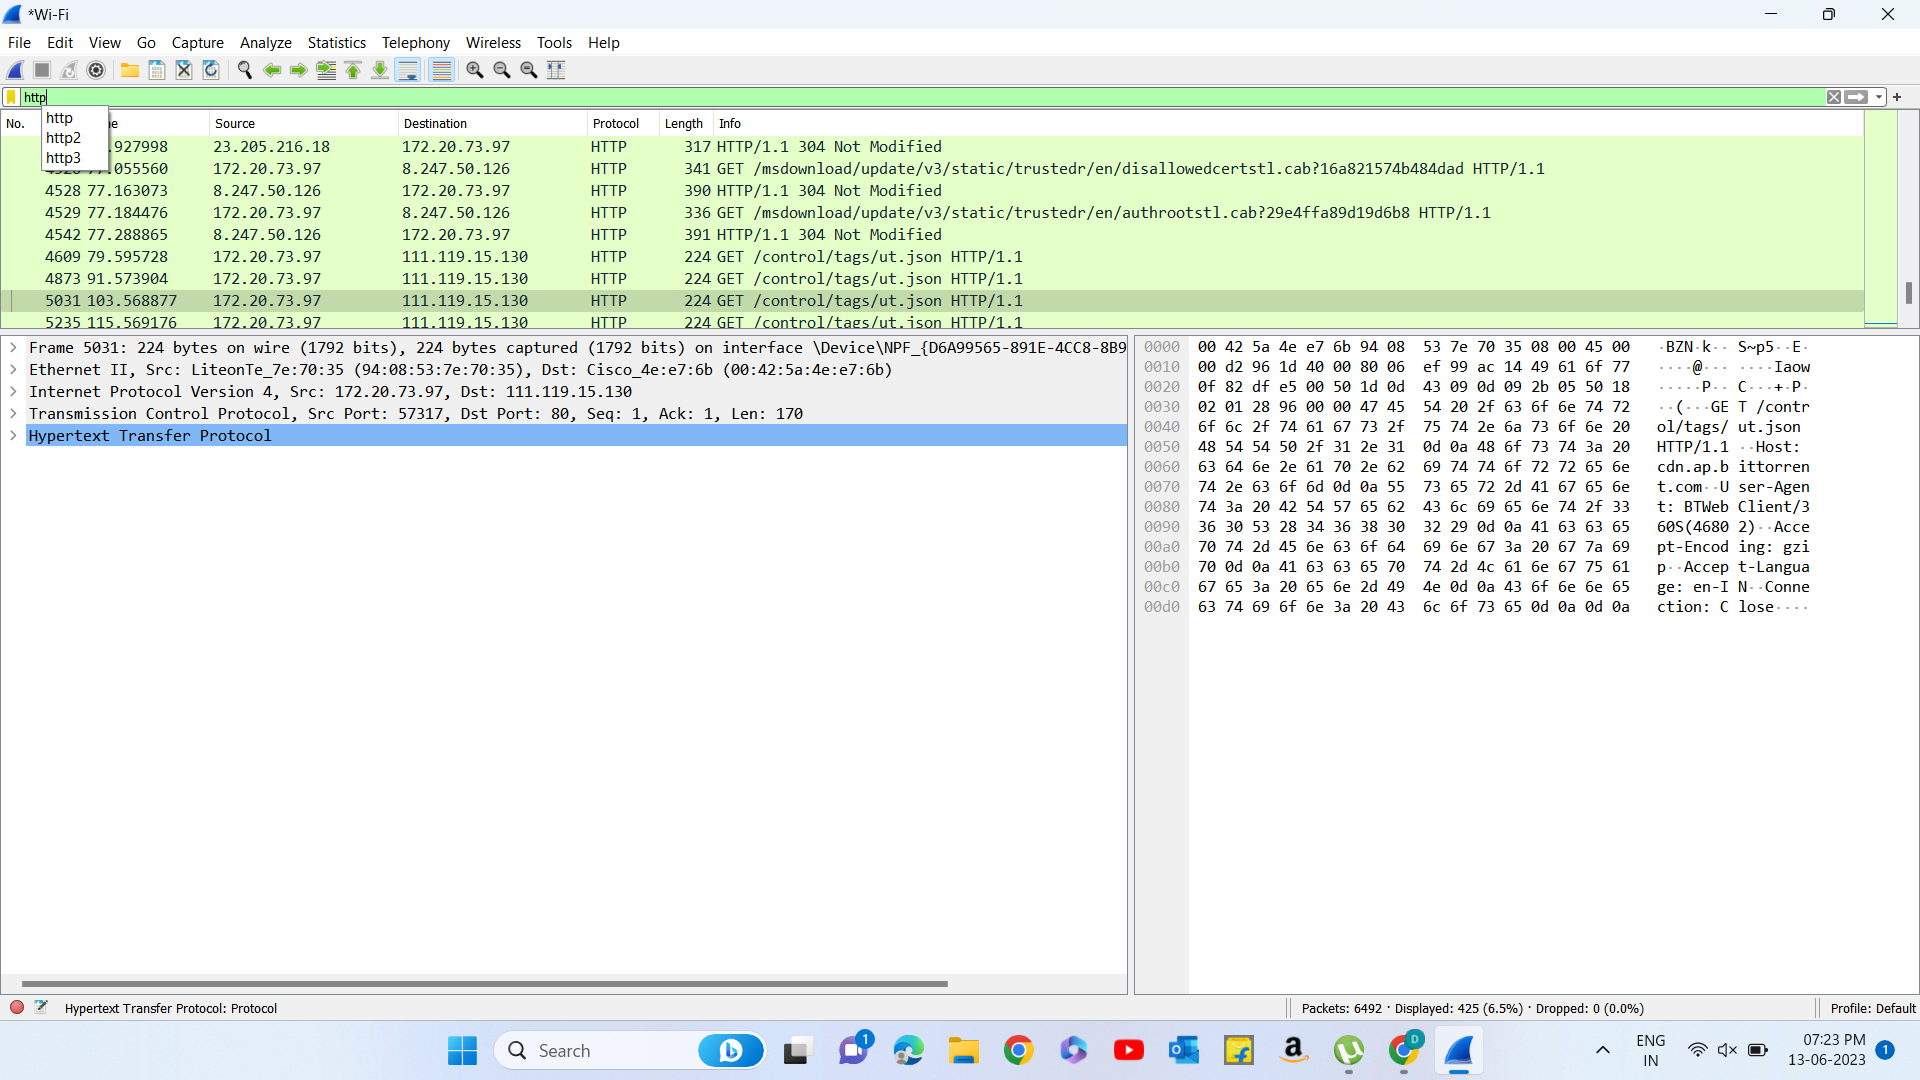 *Wi-Fi
File Edit View Go Capture Analyze Statistics Telephony Wireless Tools Help
http
http
http2
http3
No. Source Destination Protocol Length Info
.927998 23.205.216.18 172.20.73.97 HTTP 317 HTTP/1.1 304 Not Modified
77.055560 172.20.73.97 8.247.50.126 HTTP 341 GET /msdownload/update/v3/static/trustedr/en/disallowedcertstl.cab?16a821574b484dad HTTP/1.1
4528 77.163073 8.247.50.126 172.20.73.97 HTTP 390 HTTP/1.1 304 Not Modified
4529 77.184476 172.20.73.97 8.247.50.126 HTTP 336 GET /msdownload/update/v3/static/trustedr/en/authrootstl.cab?29e4ffa89d19d6b8 HTTP/1.1
4542 77.288865 8.247.50.126 172.20.73.97 HTTP 391 HTTP/1.1 304 Not Modified
4609 79.595728 172.20.73.97 111.119.15.130 HTTP 224 GET /control/tags/ut.json HTTP/1.1
4873 91.573904 172.20.73.97 111.119.15.130 HTTP 224 GET /control/tags/ut.json HTTP/1.1
5031 103.568877 172.20.73.97 111.119.15.130 HTTP 224 GET /control/tags/ut.json HTTP/1.1
5235 115.569176 172.20.73.97 111.119.15.130 HTTP 224 GET /control/tags/ut.json HTTP/1.1
Frame 5031: 224 bytes on wire (1792 bits), 224 bytes captured (1792 bits) on interface \Device\NPF_{D6A99565-891E-4CC8-8B9
Ethernet II, Src: LiteonTe_7e:70:35 (94:08:53:7e:70:35), Dst: Cisco_4e:e7:6b (00:42:5a:4e:e7:6b)
Internet Protocol Version 4, Src: 172.20.73.97, Dst: 111.119.15.130
Transmission Control Protocol, Src Port: 57317, Dst Port: 80, Seq: 1, Ack: 1, Len: 170
Hypertext Transfer Protocol
0000 00 42 5a 4e e7 6b 94 08 53 7e 70 35 08 00 45 00 ·BZN·k·· S~p5··E·
0010 00 d2 96 1d 40 00 80 06 ef 99 ac 14 49 61 6f 77 ····@··· ····Iaow
0020 0f 82 df e5 00 50 1d 0d 43 09 0d 09 2b 05 50 18 ·····P·· C···+·P·
0030 02 01 28 96 00 00 47 45 54 20 2f 63 6f 6e 74 72 ··(···GE T /contr
0040 6f 6c 2f 74 61 67 73 2f 75 74 2e 6a 73 6f 6e 20 ol/tags/ ut.json
0050 48 54 54 50 2f 31 2e 31 0d 0a 48 6f 73 74 3a 20 HTTP/1.1 ··Host:
0060 63 64 6e 2e 61 70 2e 62 69 74 74 6f 72 72 65 6e cdn.ap.b ittorren
0070 74 2e 63 6f 6d 0d 0a 55 73 65 72 2d 41 67 65 6e t.com··U ser-Agen
0080 74 3a 20 42 54 57 65 62 43 6c 69 65 6e 74 2f 33 t: BTWeb Client/3
0090 36 30 53 28 34 36 38 30 32 29 0d 0a 41 63 63 65 60S(4680 2)··Acce
00a0 70 74 2d 45 6e 63 6f 64 69 6e 67 3a 20 67 7a 69 pt-Encod ing: gzi
00b0 70 0d 0a 41 63 63 65 70 74 2d 4c 61 6e 67 75 61 p··Accep t-Langua
00c0 67 65 3a 20 65 6e 2d 49 4e 0d 0a 43 6f 6e 6e 65 ge: en-I N··Conne
00d0 63 74 69 6f 6e 3a 20 43 6c 6f 73 65 0d 0a 0d 0a ction: C lose····
Hypertext Transfer Protocol: Protocol Packets: 6492 · Displayed: 425 (6.5%) · Dropped: 0 (0.0%) Profile: Default
Search 1 D ENG 07:23 PM 1
IN 13-06-2023